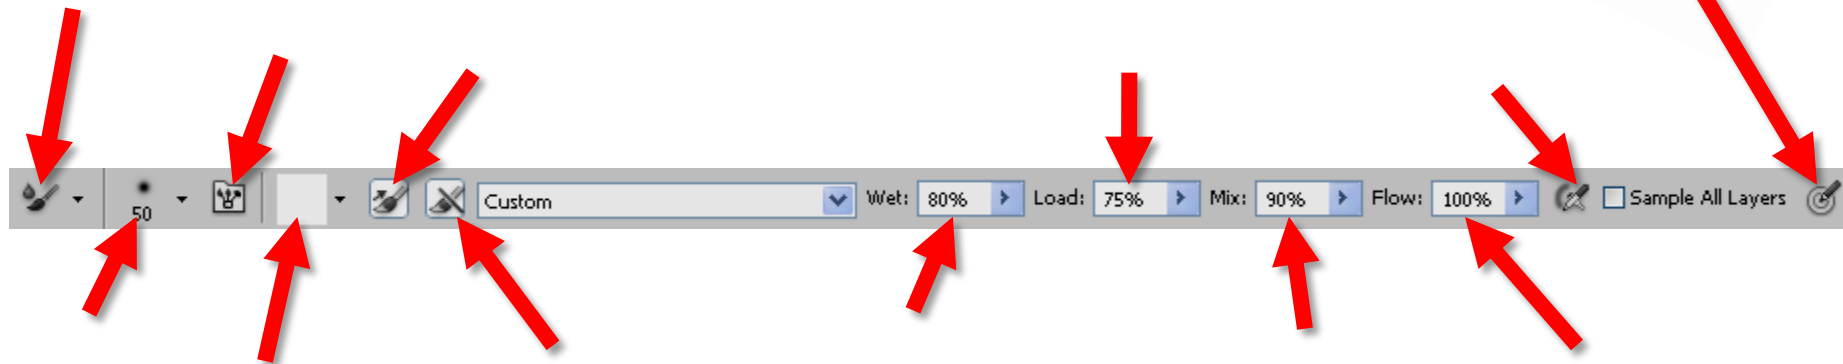 50
Custom
Wet: 80%
Load: 75%
Mix: 90%
Flow: 100%
Sample All Layers